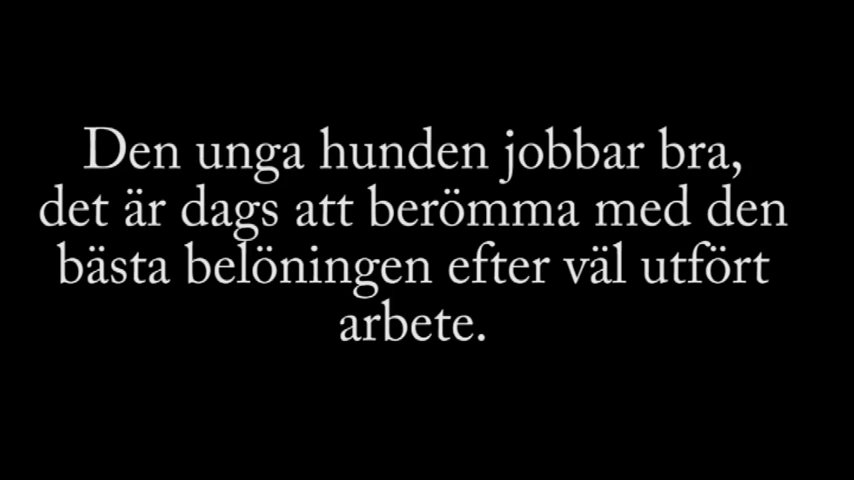 Den unga hunden jobbar bra,
det är dags att berömma med den
bästa belöningen efter väl utfört
arbete.